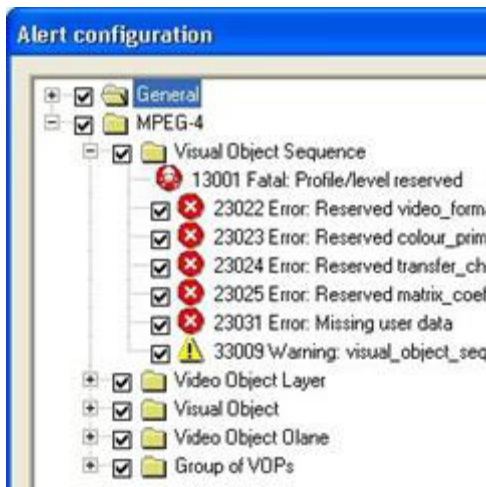 Alert configuration
General
MPEG-4
Visual Object Sequence
13001 Fatal: Profile/level reserved
23022 Error: Reserved video_form
23023 Error: Reserved colour_prim
23024 Error: Reserved transfer_ch
23025 Error: Reserved matrix_coef
23031 Error: Missing user data
33009 Warning: visual_object_seq
Video Object Layer
Visual Object
Video Object Olane
Group of VOPs